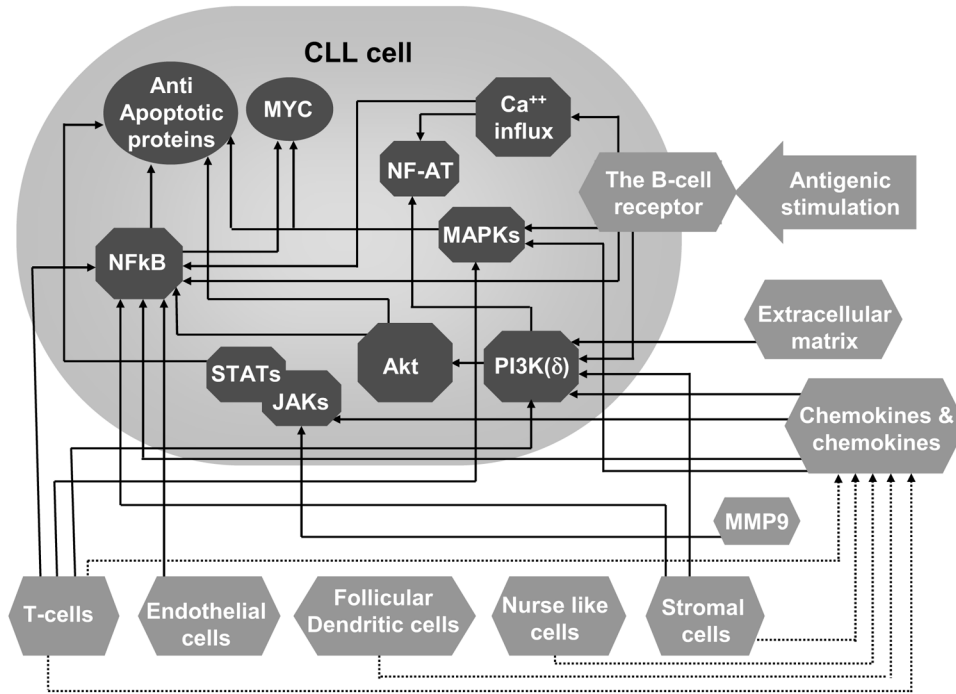 CLL cell
Anti
Apoptotic
proteins
MYC
Ca++
influx
NF-AT
The B-cell
receptor
Antigenic
stimulation
MAPKs
NFkB
Extracellular
matrix
Akt
PI3K(δ)
STATs
JAKs
Chemokines &
chemokines
MMP9
T-cells
Endothelial
cells
Follicular
Dendritic cells
Nurse like
cells
Stromal
cells